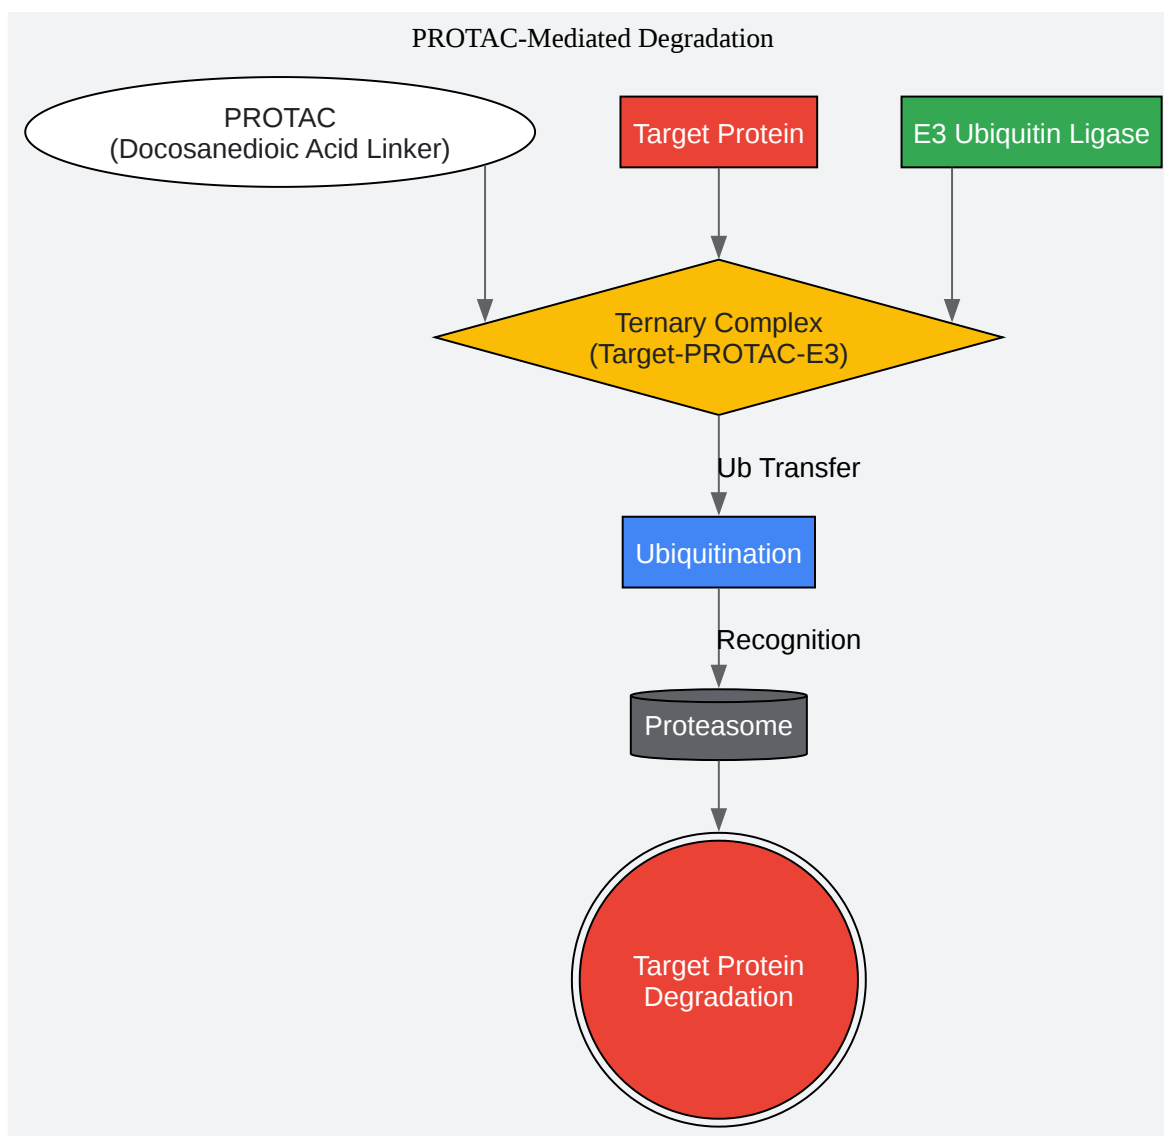 PROTAC-Mediated Degradation
PROTAC
(Docosanedioic Acid Linker)
Target Protein
E3 Ubiquitin Ligase
Ternary Complex
(Target-PROTAC-E3)
Ub Transfer
Ubiquitination
Recognition
Proteasome
Target Protein
Degradation